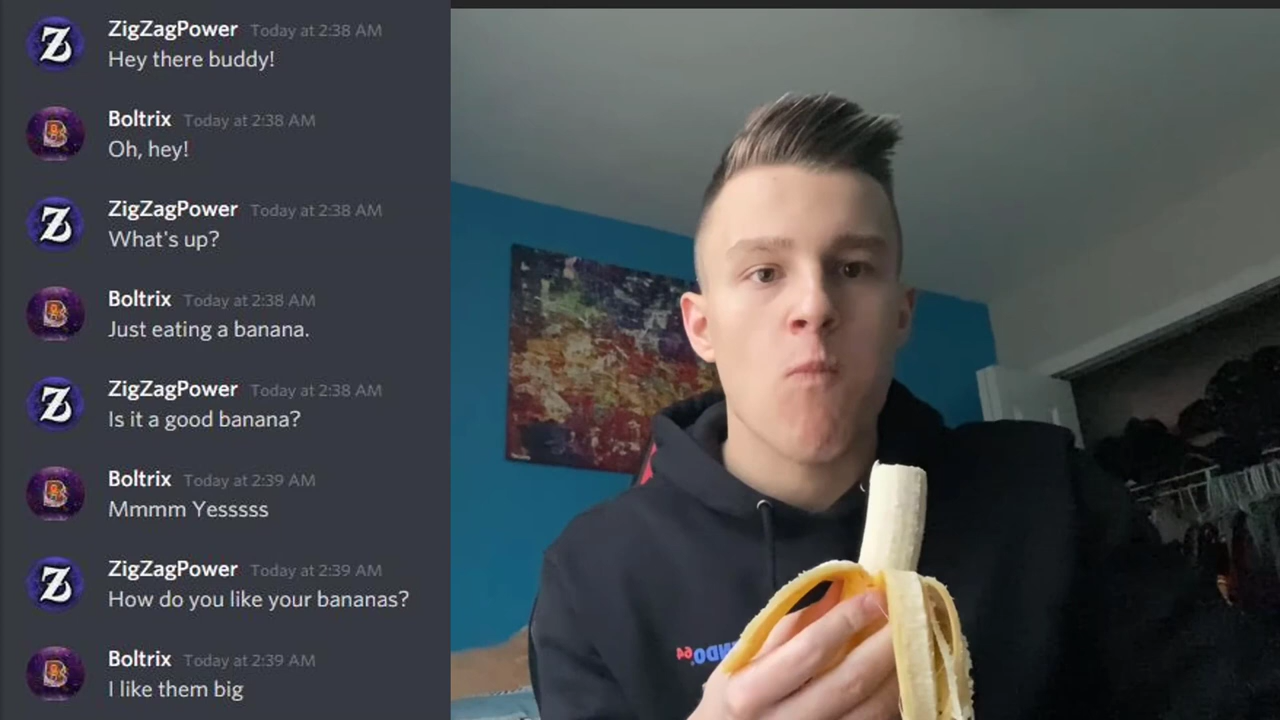 ZigZagPower Today at 2:38 AM
Hey there buddy!
Boltrix Today at 2:38 AM
Oh, hey!
ZigZagPower Today at 2:38 AM
What's up?
Boltrix Today at 2:38 AM
Just eating a banana.
ZigZagPower Today at 2:38 AM
Is it a good banana?
Boltrix Today at 2:39 AM
Mmmm Yesssss
ZigZagPower Today at 2:39 AM
How do you like your bananas?
Boltrix Today at 2:39 AM
I like them big
NDO 64